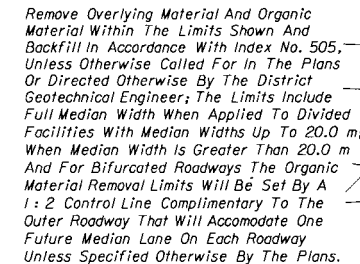 Remove Overlying Material And Organic
Material Within The Limits Shown And
Backfill In Accordance With Index No. 505,
Unless Otherwise Called For In The Plans
Or Directed Otherwise By The District
Geotechnical Engineer; The Limits Include
Full Median Width When Applied To Divided
Facilities With Median Widths Up To 20.0 m;
When Median Width Is Greater Than 20.0 m
And For Bifurcated Roadways The Organic
Material Removal Limits Will Be Set By A
1 : 2 Control Line Complimentary To The
Outer Roadway That Will Accomodate One
Future Median Lane On Each Roadway
Unless Specified Otherwise By The Plans.